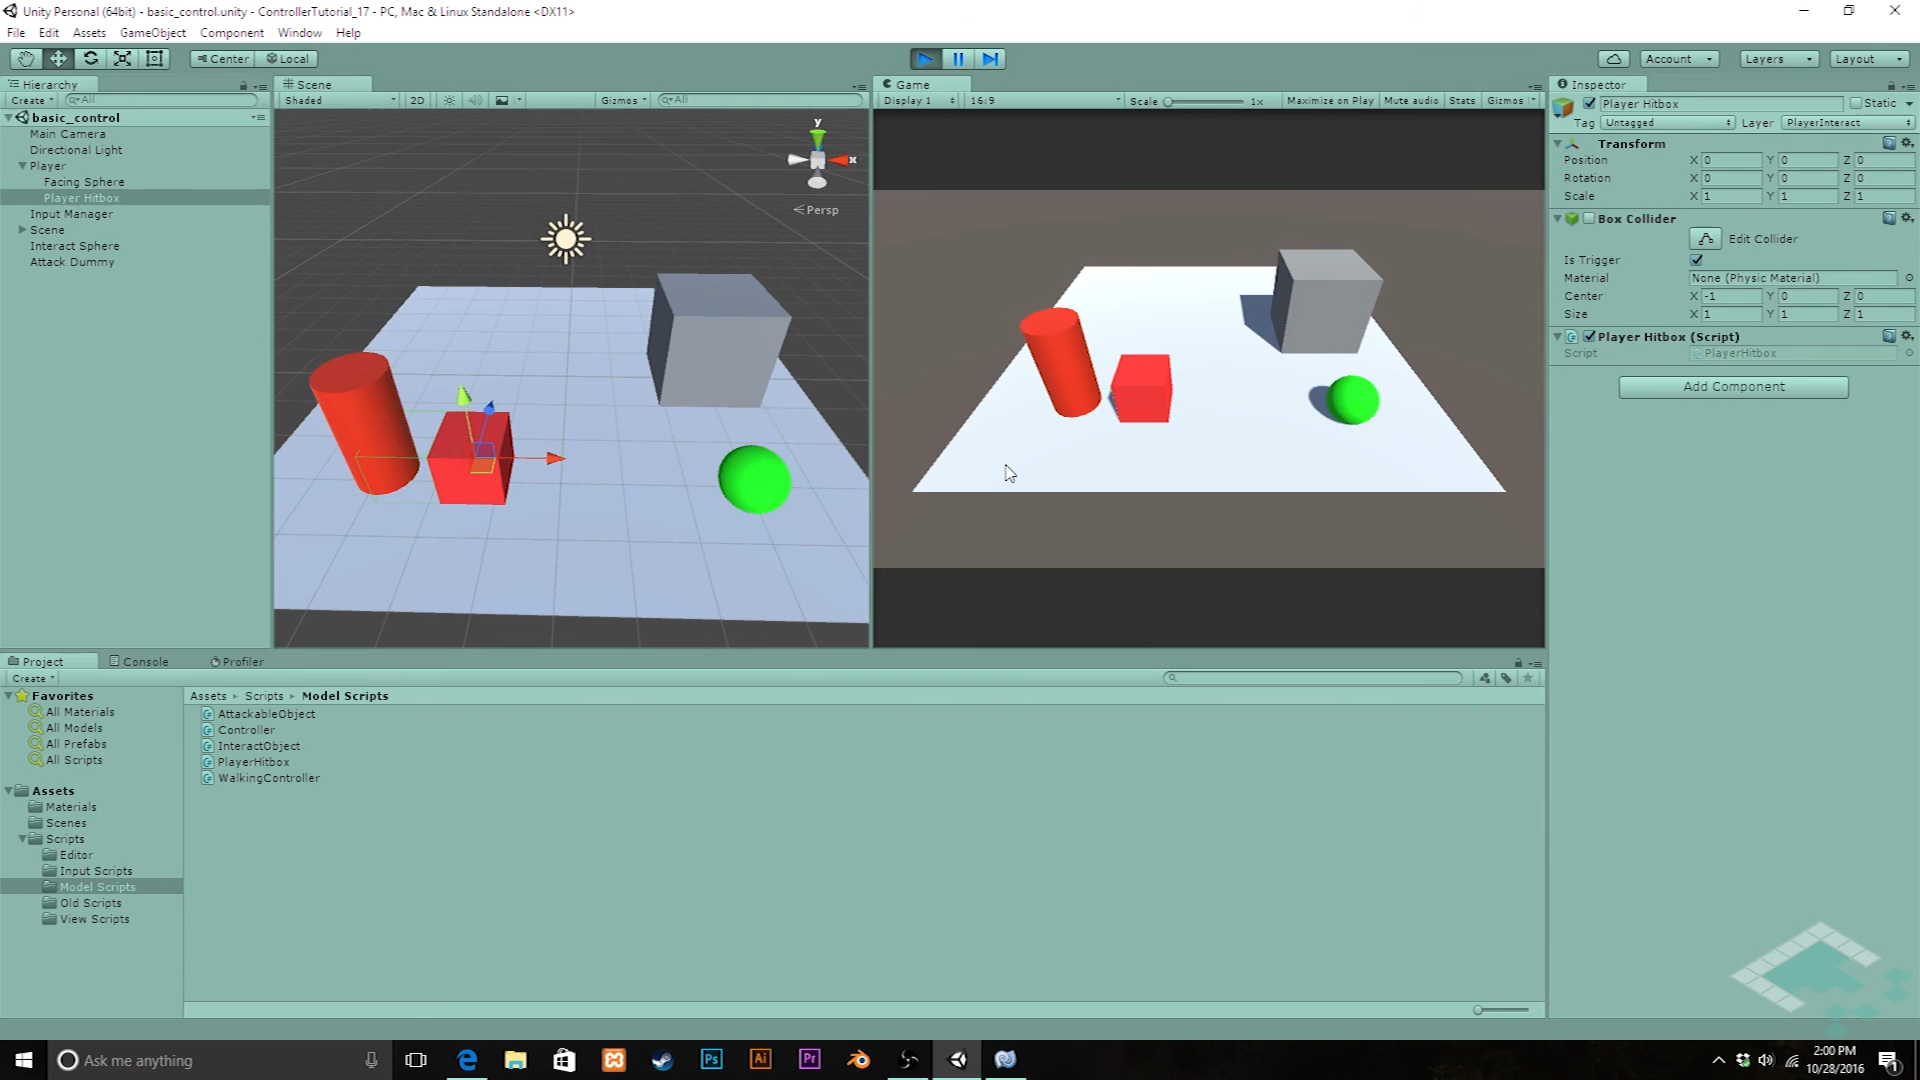 Unity Personal (64bit) - basic_control.unity - ControllerTutorial_17 - PC, Mac & Linux Standalone <DX11>
File Edit Assets GameObject Component Window Help
Center Local Account Layers Layout
Hierarchy
Create All
basic_control
Main Camera
Directional Light
Player
Facing Sphere
Player Hitbox
Input Manager
Scene
Interact Sphere
Attack Dummy
Scene
Shaded 2D Gizmos All
y
x
Persp
Game
Display 1 16:9 Scale 1x Maximize on Play Mute audio Stats Gizmos
Inspector
Player Hitbox Static
Tag Untagged Layer PlayerInteract
Transform
Position X 0 Y 0 Z 0
Rotation X 0 Y 0 Z 0
Scale X 1 Y 1 Z 1
Box Collider
Edit Collider
Is Trigger
Material None (Physic Material)
Center X -1 Y 0 Z 0
Size X 1 Y 1 Z 1
Player Hitbox (Script)
Script PlayerHitbox
Add Component
Project Console Profiler
Create
Favorites
All Materials
All Models
All Prefabs
All Scripts
Assets
Materials
Scenes
Scripts
Editor
Input Scripts
Model Scripts
Old Scripts
View Scripts
Assets Scripts Model Scripts
AttackableObject
Controller
InteractObject
PlayerHitbox
WalkingController
Ask me anything
Ps
Ai
Pr
2:00 PM
10/28/2016
1